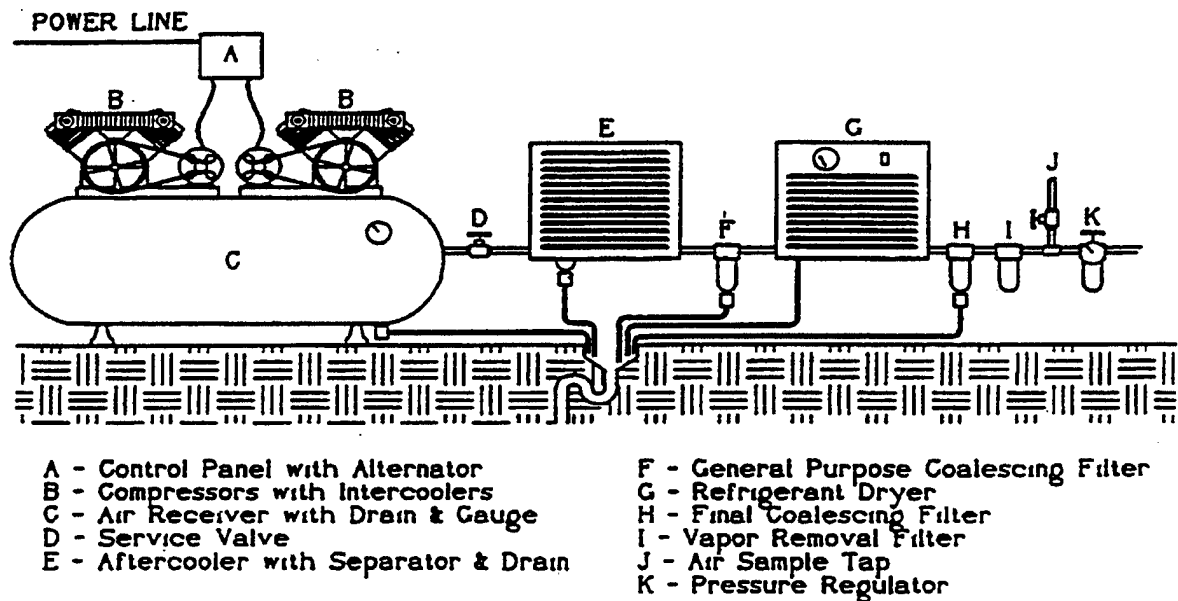 POWER LINE
A
B
B
E
G
J
D
F
H
I
K
C
A - Control Panel with Alternator
B - Compressors with Intercoolers
C - Air Receiver with Drain & Gauge
D - Service Valve
E - Aftercooler with Separator & Drain
F - General Purpose Coalescing Filter
G - Refrigerant Dryer
H - Final Coalescing Filter
I - Vapor Removal Filter
J - Air Sample Tap
K - Pressure Regulator